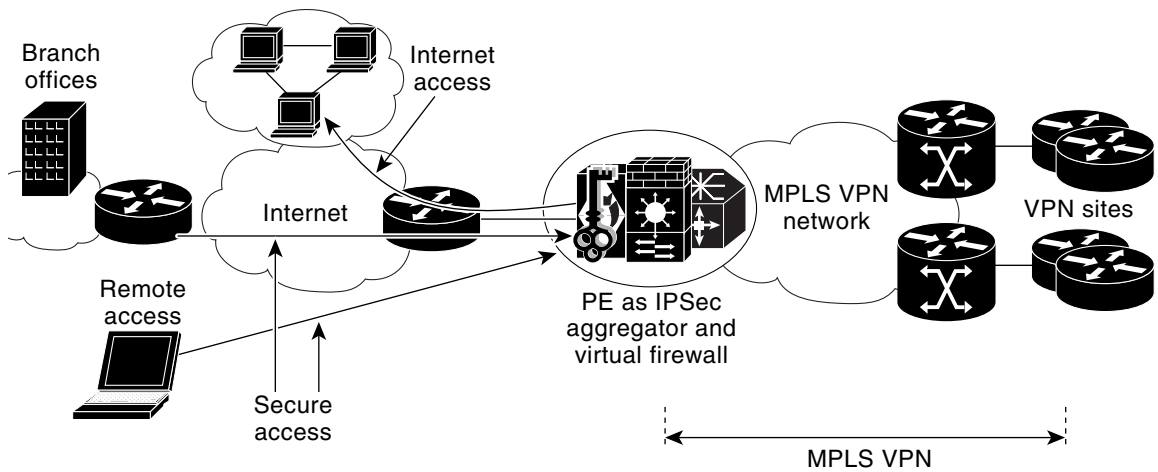 Branch
offices
Internet
access
Internet
MPLS VPN
network
VPN sites
Remote
access
PE as IPSec
aggregator and
virtual firewall
Secure
access
MPLS VPN